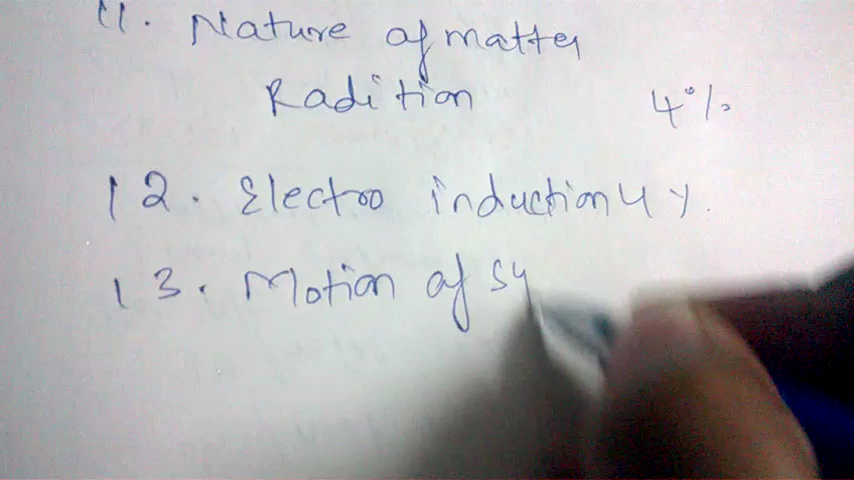 11. Nature of matter
Radition 4%
12. Electro induction 4 y.
13. Motion of sy